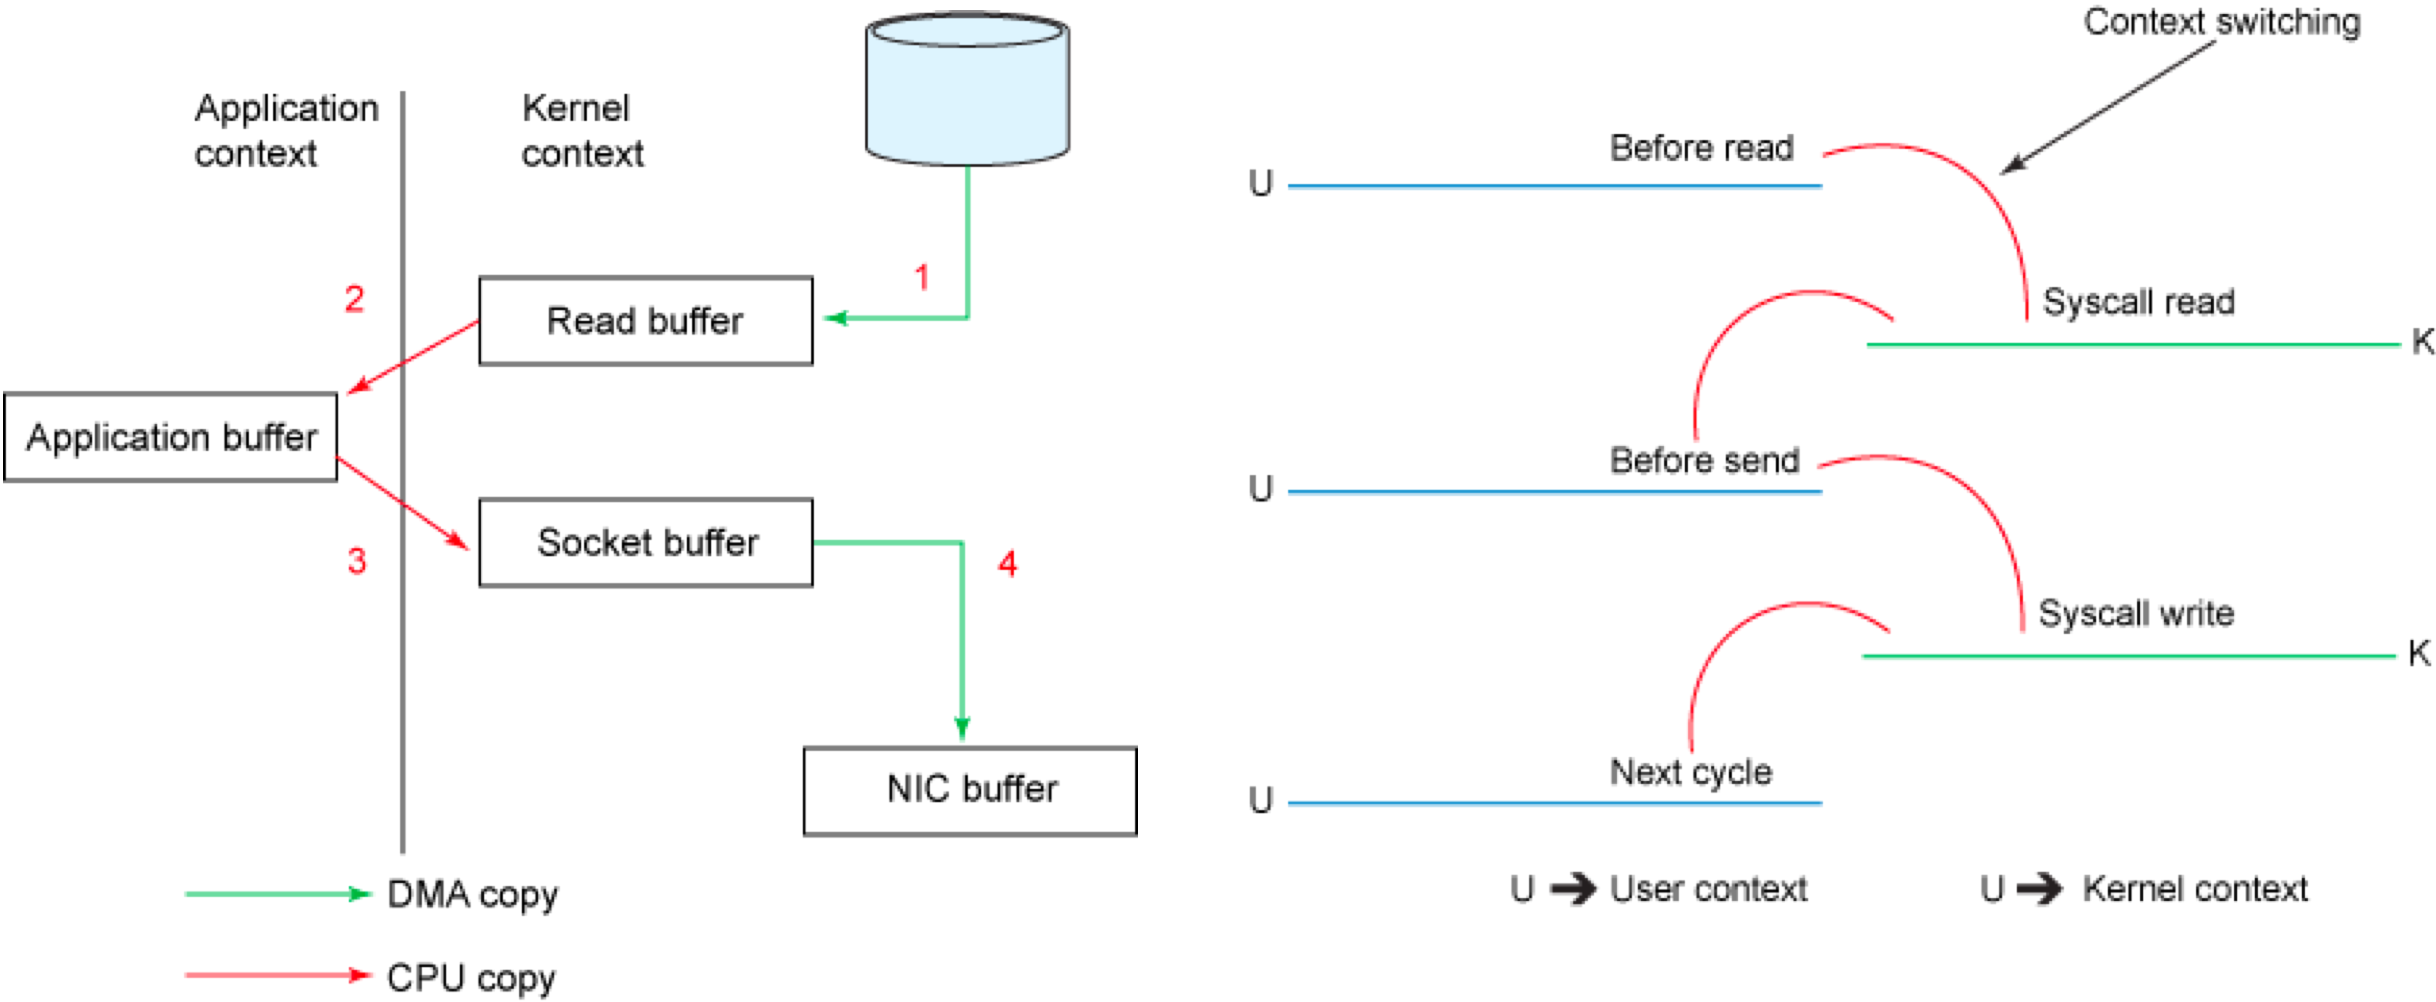 Application
context
Kernel
context
1
2
Read buffer
Application buffer
3
Socket buffer
4
NIC buffer
DMA copy
CPU copy
Context switching
Before read
U
Syscall read
K
Before send
U
Syscall write
K
Next cycle
U
U ➔ User context
U ➔ Kernel context